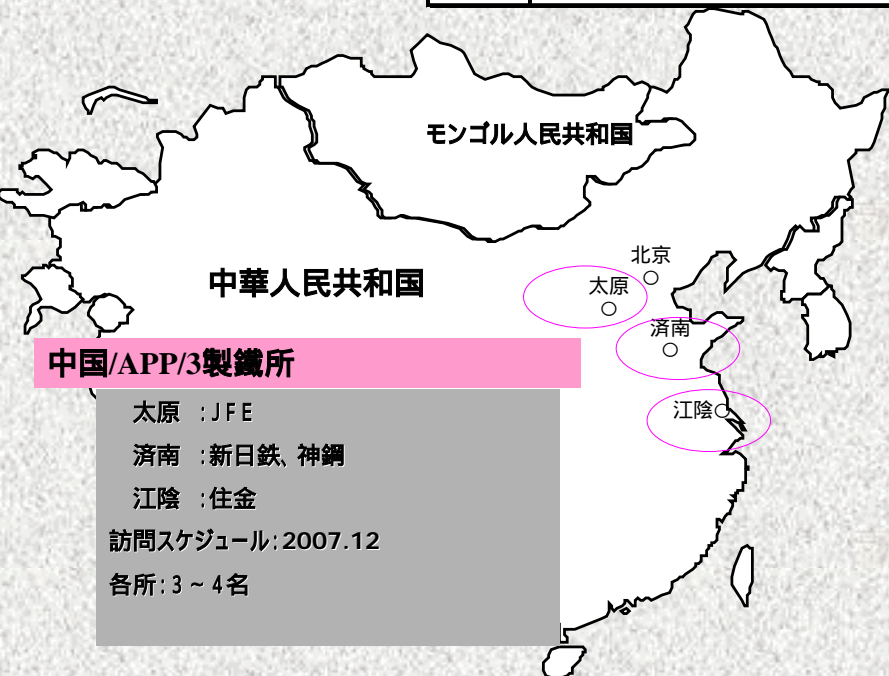 モンゴル人民共和国
北京
中華人民共和国
太原
済南
中国/APP/3製鐵所
江陰
太原 :JFE
済南 :新日鉄、神鋼
江陰 :住金
訪問スケジュール:2007.12
各所:3~4名